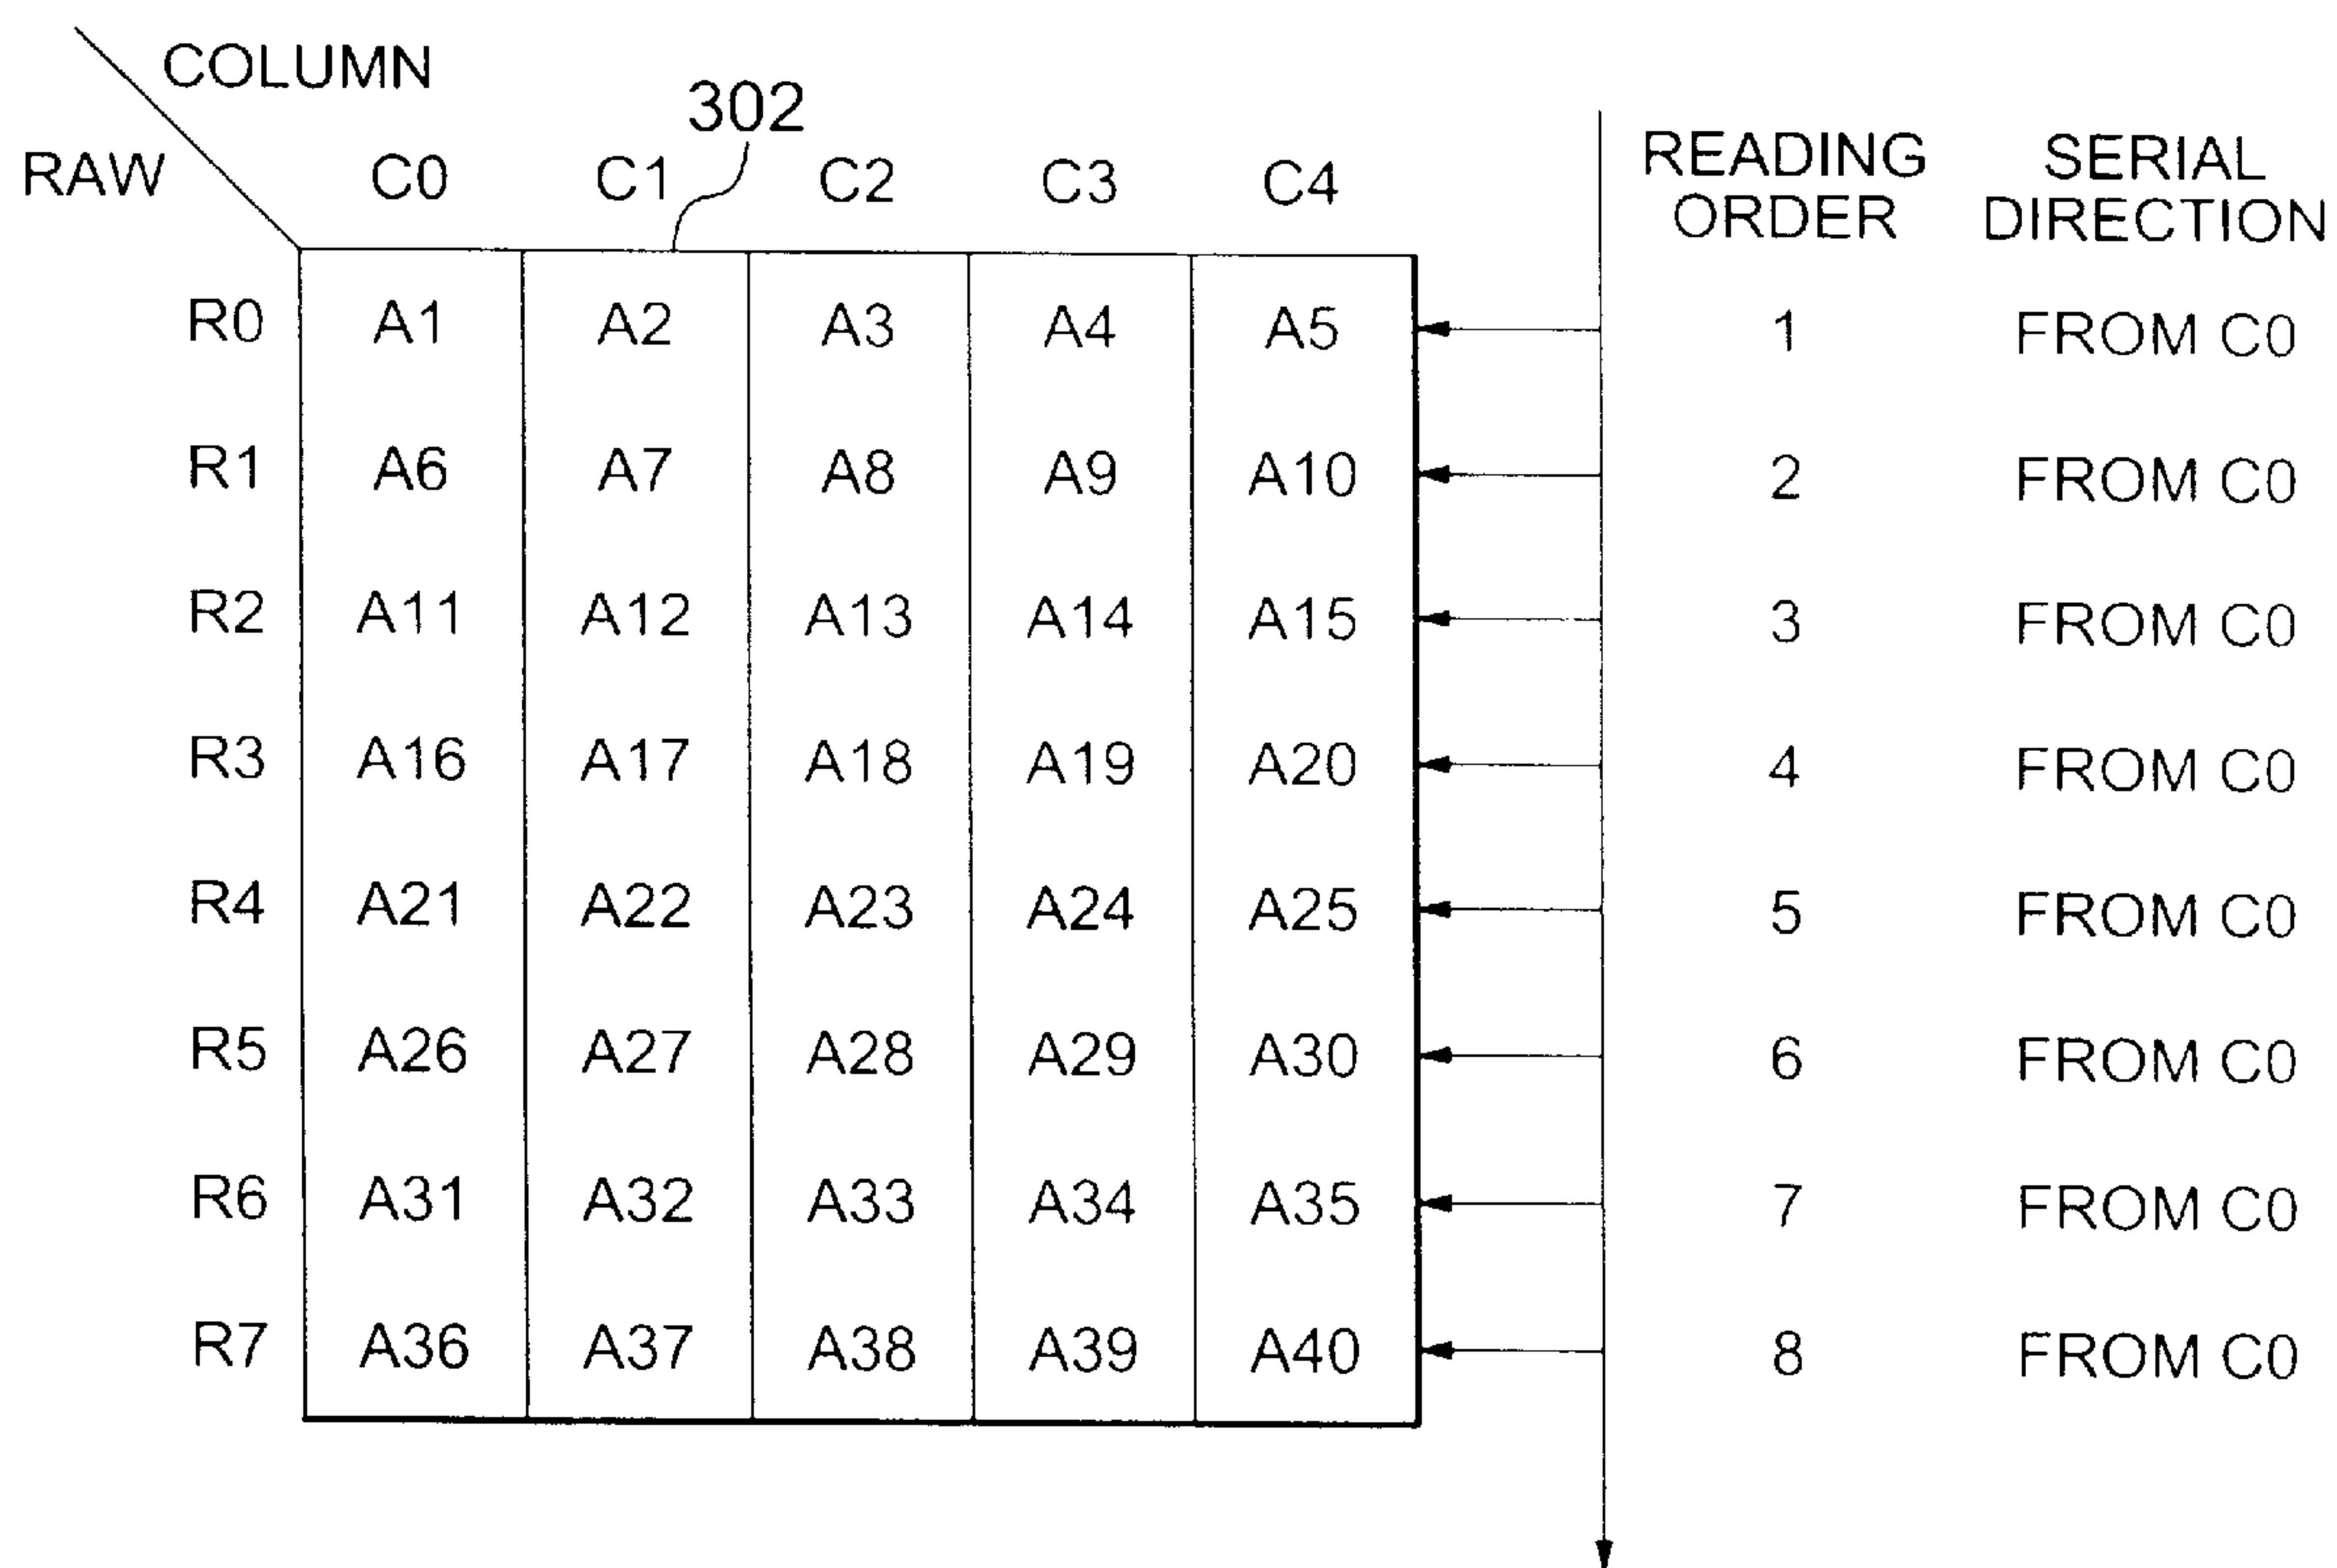 COLUMN
302
RAW C0 C1 C2 C3 C4 READING ORDER SERIAL DIRECTION
R0 A1 A2 A3 A4 A5 1 FROM C0
R1 A6 A7 A8 A9 A10 2 FROM C0
R2 A11 A12 A13 A14 A15 3 FROM C0
R3 A16 A17 A18 A19 A20 4 FROM C0
R4 A21 A22 A23 A24 A25 5 FROM C0
R5 A26 A27 A28 A29 A30 6 FROM C0
R6 A31 A32 A33 A34 A35 7 FROM C0
R7 A36 A37 A38 A39 A40 8 FROM C0